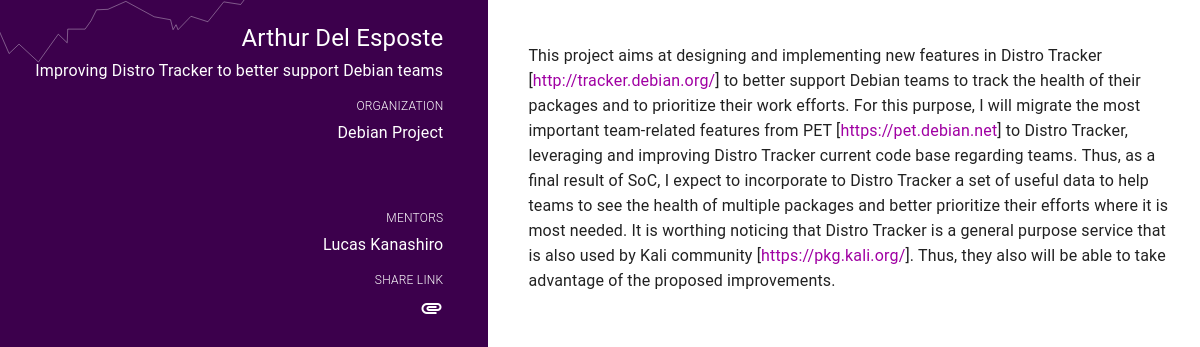 Arthur Del Esposte
Improving Distro Tracker to better support Debian teams
ORGANIZATION
Debian Project
MENTORS
Lucas Kanashiro
SHARE LINK
This project aims at designing and implementing new features in Distro Tracker
[http://tracker.debian.org/] to better support Debian teams to track the health of their
packages and to prioritize their work efforts. For this purpose, I will migrate the most
important team-related features from PET [https://pet.debian.net] to Distro Tracker,
leveraging and improving Distro Tracker current code base regarding teams. Thus, as a
final result of SoC, I expect to incorporate to Distro Tracker a set of useful data to help
teams to see the health of multiple packages and better prioritize their efforts where it is
most needed. It is worthing noticing that Distro Tracker is a general purpose service that
is also used by Kali community [https://pkg.kali.org/]. Thus, they also will be able to take
advantage of the proposed improvements.